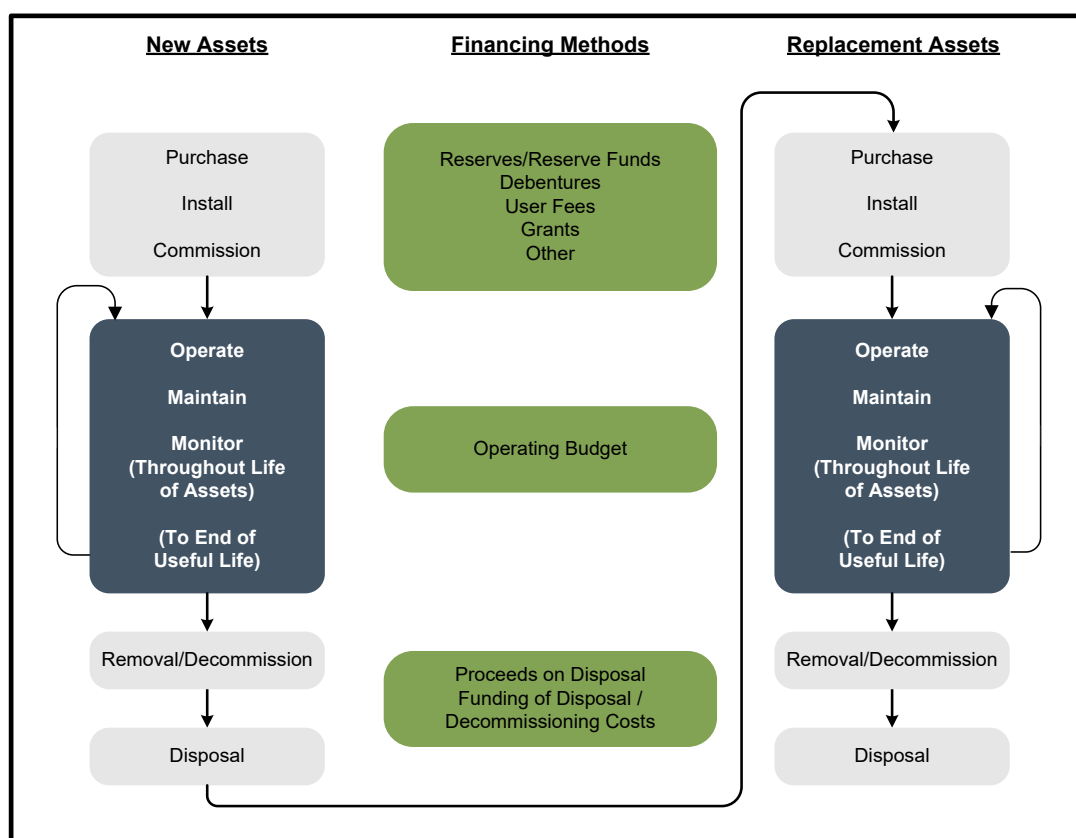 New Assets
Financing Methods
Replacement Assets
Purchase
Install
Commission
Operate
Maintain
Monitor
(Throughout Life
of Assets)
(To End of
Useful Life)
Removal/Decommission
Disposal
Reserves/Reserve Funds
Debentures
User Fees
Grants
Other
Operating Budget
Proceeds on Disposal
Funding of Disposal /
Decommissioning Costs
Purchase
Install
Commission
Operate
Maintain
Monitor
(Throughout Life
of Assets)
(To End of
Useful Life)
Removal/Decommission
Disposal